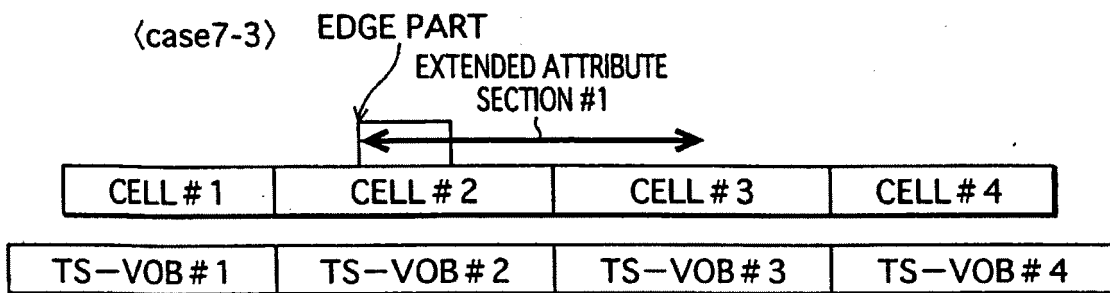 〈case7-3〉 EDGE PART
EXTENDED ATTRIBUTE
SECTION #1
CELL#1 CELL#2 CELL#3 CELL#4
TS-VOB#1 TS-VOB#2 TS-VOB#3 TS-VOB#4